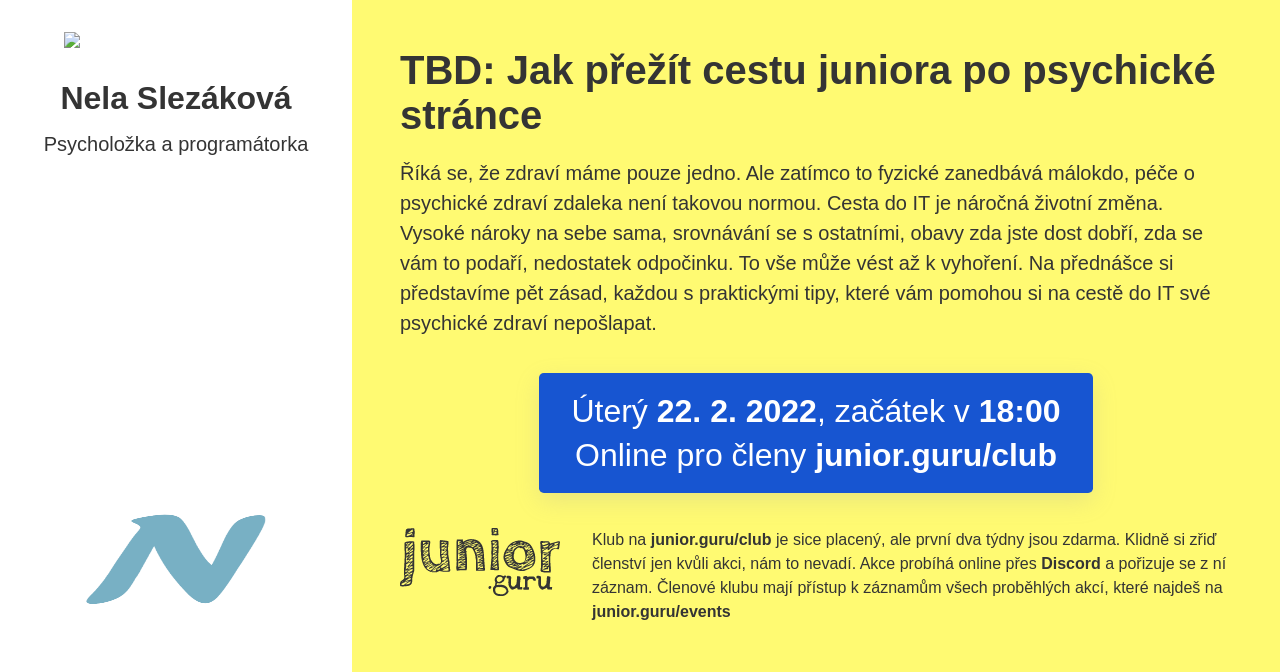 Nela Slezáková
Psycholožka a programátorka
TBD: Jak přežít cestu juniora po psychické
stránce
Říká se, že zdraví máme pouze jedno. Ale zatímco to fyzické zanedbává málokdo, péče o
psychické zdraví zdaleka není takovou normou. Cesta do IT je náročná životní změna.
Vysoké nároky na sebe sama, srovnávání se s ostatními, obavy zda jste dost dobří, zda se
vám to podaří, nedostatek odpočinku. To vše může vést až k vyhoření. Na přednášce si
představíme pět zásad, každou s praktickými tipy, které vám pomohou si na cestě do IT své
psychické zdraví nepošlapat.
Úterý 22. 2. 2022, začátek v 18:00
Online pro členy junior.guru/club
junior
.guru
Klub na junior.guru/club je sice placený, ale první dva týdny jsou zdarma. Klidně si zřiď
členství jen kvůli akci, nám to nevadí. Akce probíhá online přes Discord a pořizuje se z ní
záznam. Členové klubu mají přístup k záznamům všech proběhlých akcí, které najdeš na
junior.guru/events